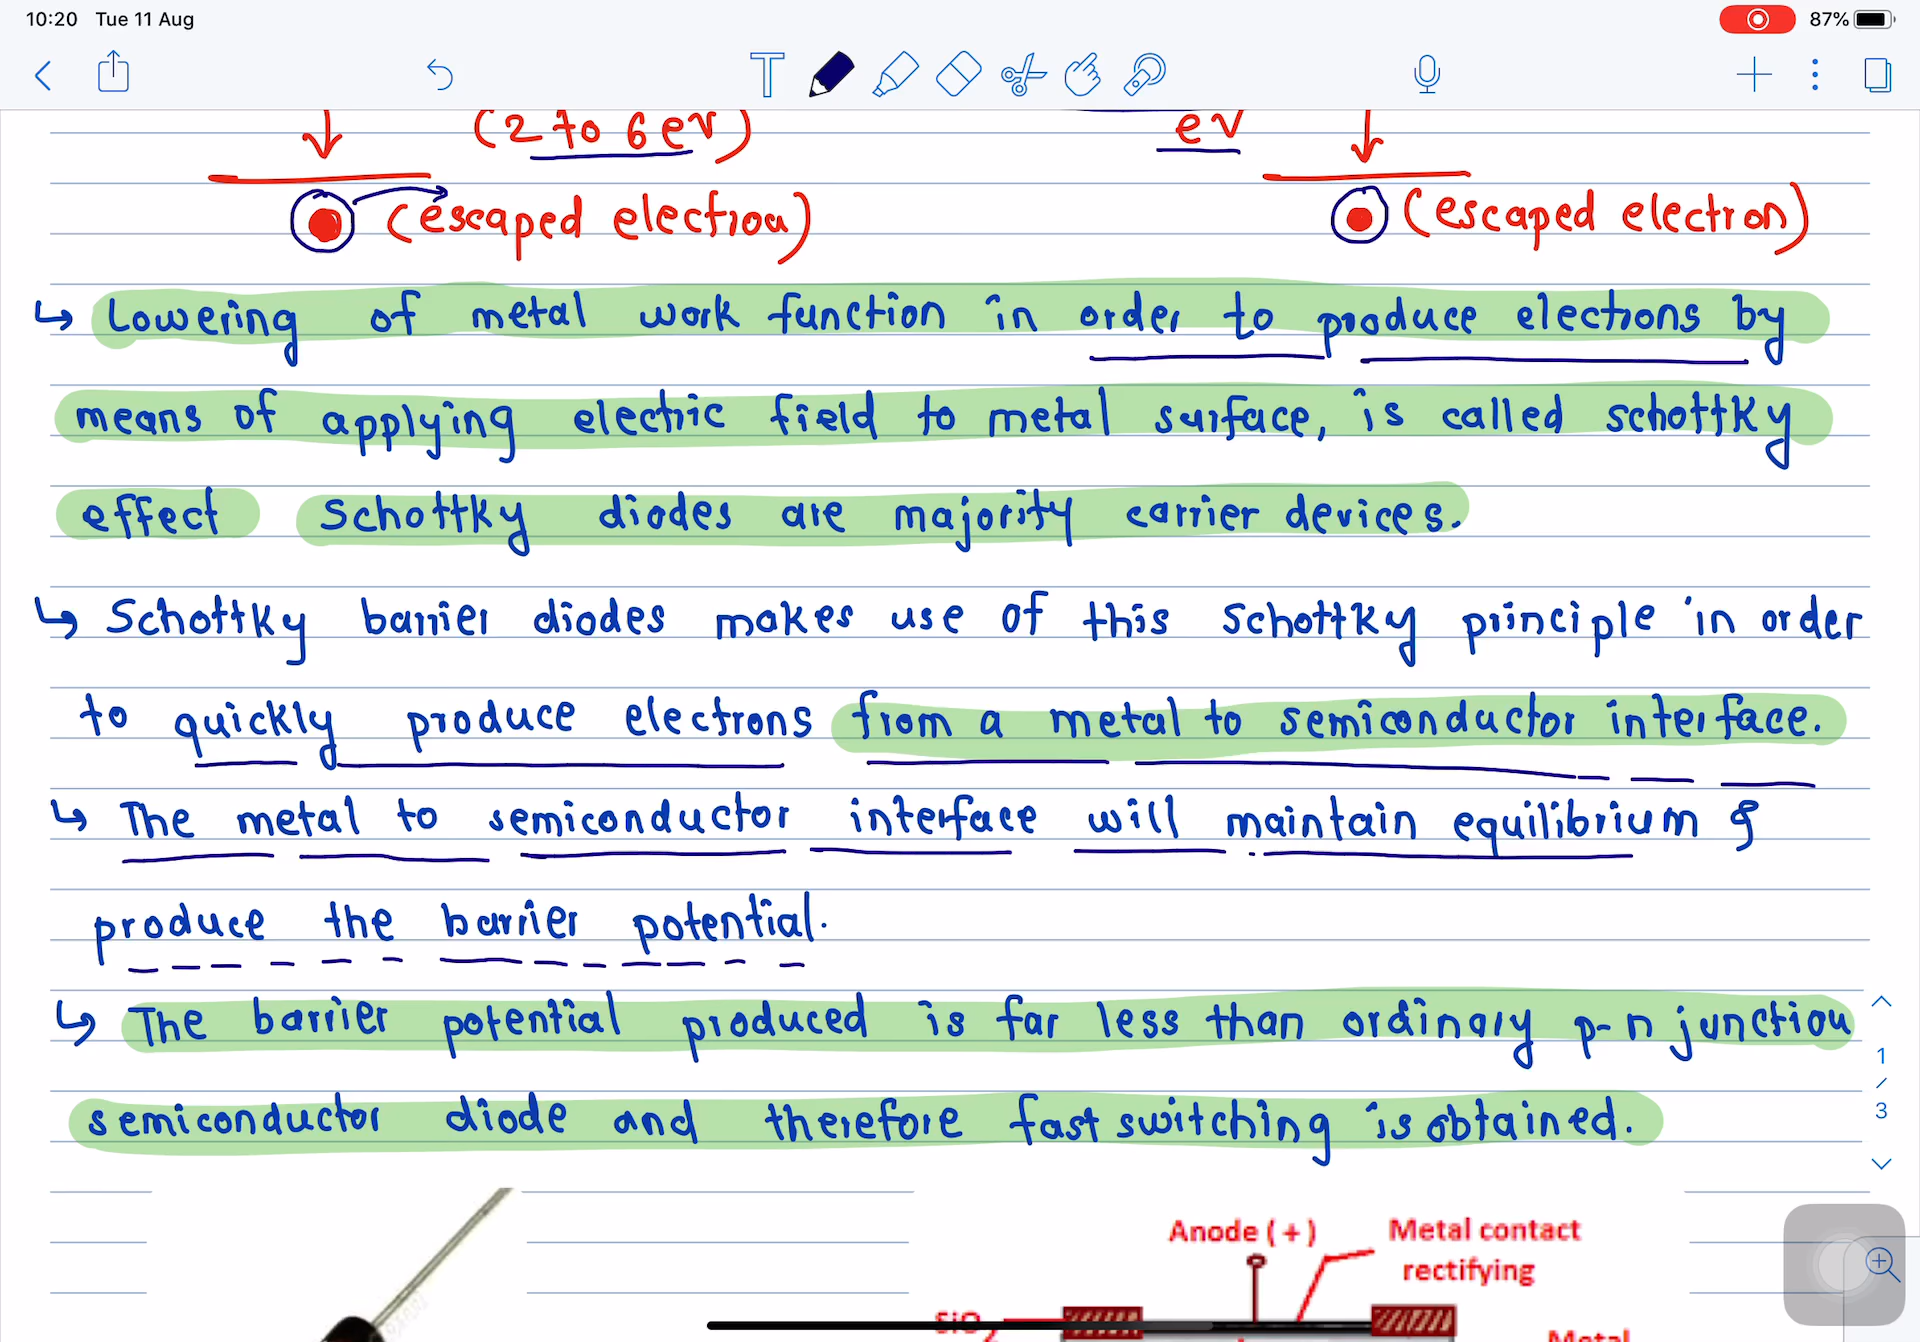 10:20 Tue 11 Aug
87%
(2 to 6 ev)
ev
(escaped electron)
(escaped electron)
↳ Lowering of metal work function in order to produce electrons by
means of applying electric field to metal surface, is called schottky
effect Schottky diodes are majority carrier devices.
↳ Schottky barrier diodes makes use of this Schottky principle in order
to quickly produce electrons from a metal to semiconductor interface.
↳ The metal to semiconductor interface will maintain equilibrium &
produce the barrier potential.
↳ The barrier potential produced is far less than ordinary p-n junction
semiconductor diode and therefore fast switching is obtained.
1
/
3
Anode (+)
Metal contact
rectifying
SiO2
Metal